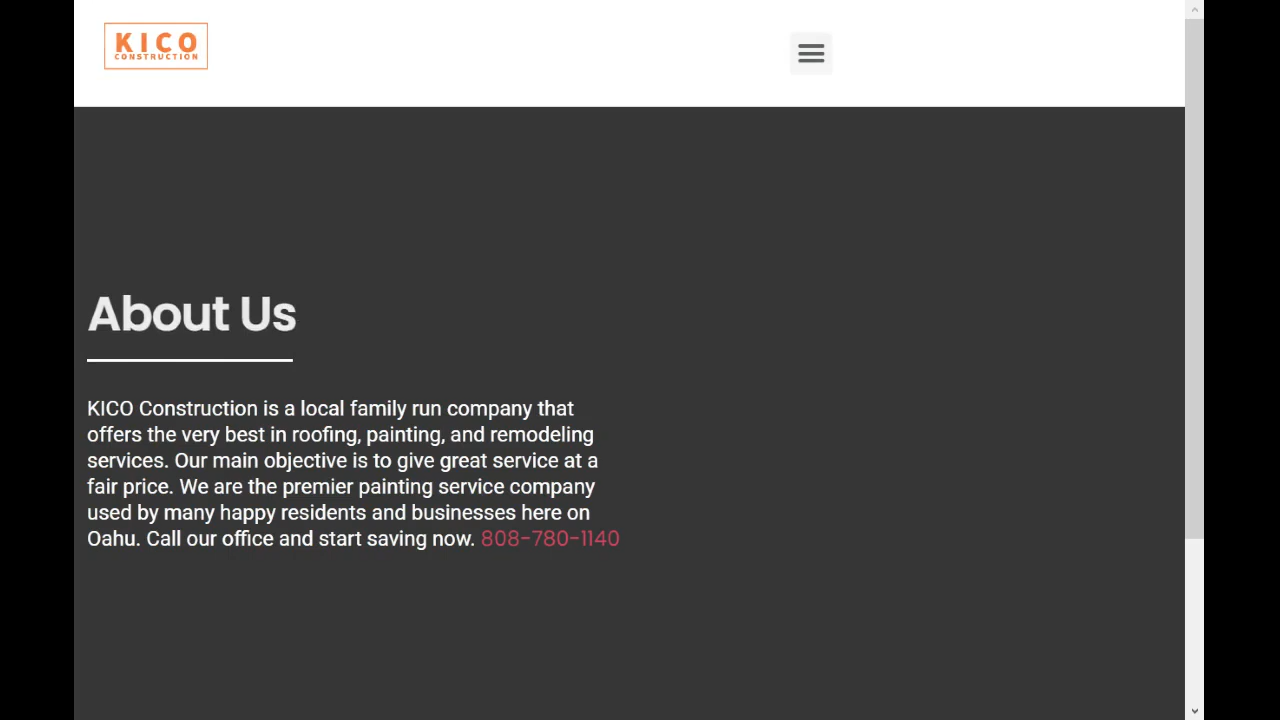 KICO
CONSTRUCTION
About Us
KICO Construction is a local family run company that
offers the very best in roofing, painting, and remodeling
services. Our main objective is to give great service at a
fair price. We are the premier painting service company
used by many happy residents and businesses here on
Oahu. Call our office and start saving now. 808-780-1140